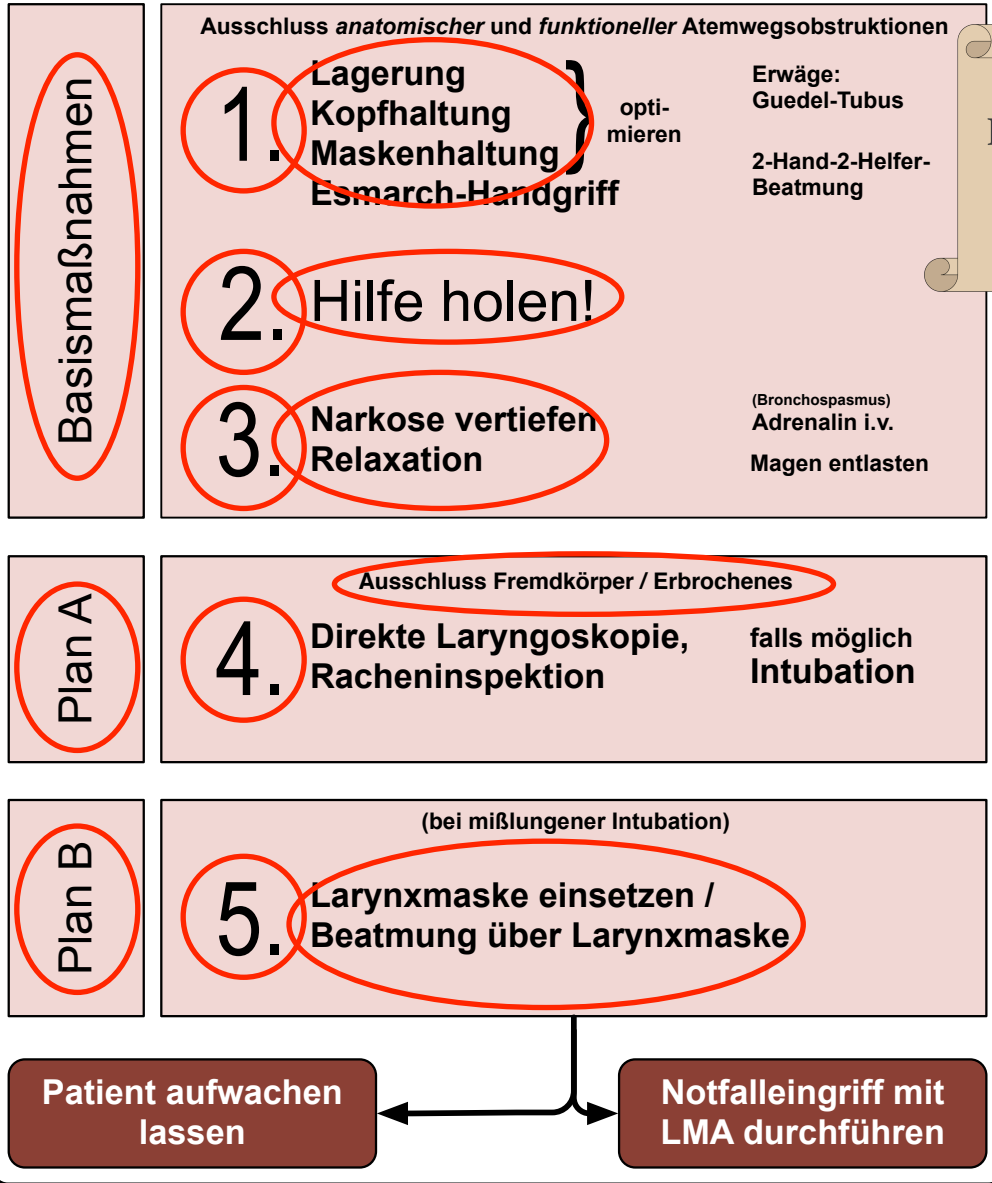 Basismaßnahmen
Ausschluss anatomischer und funktioneller Atemwegsobstruktionen
1.
Lagerung
Kopfhaltung
Maskenhaltung
Esmarch-Handgriff
}
opti-
mieren
Erwäge:
Guedel-Tubus
2-Hand-2-Helfer-
Beatmung
2.
Hilfe holen!
3.
Narkose vertiefen
Relaxation
(Bronchospasmus)
Adrenalin i.v.
Magen entlasten
Plan A
Ausschluss Fremdkörper / Erbrochenes
4.
Direkte Laryngoskopie,
Racheninspektion
falls möglich
Intubation
Plan B
(bei mißlungener Intubation)
5.
Larynxmaske einsetzen /
Beatmung über Larynxmaske
Patient aufwachen
lassen
Notfalleingriff mit
LMA durchführen